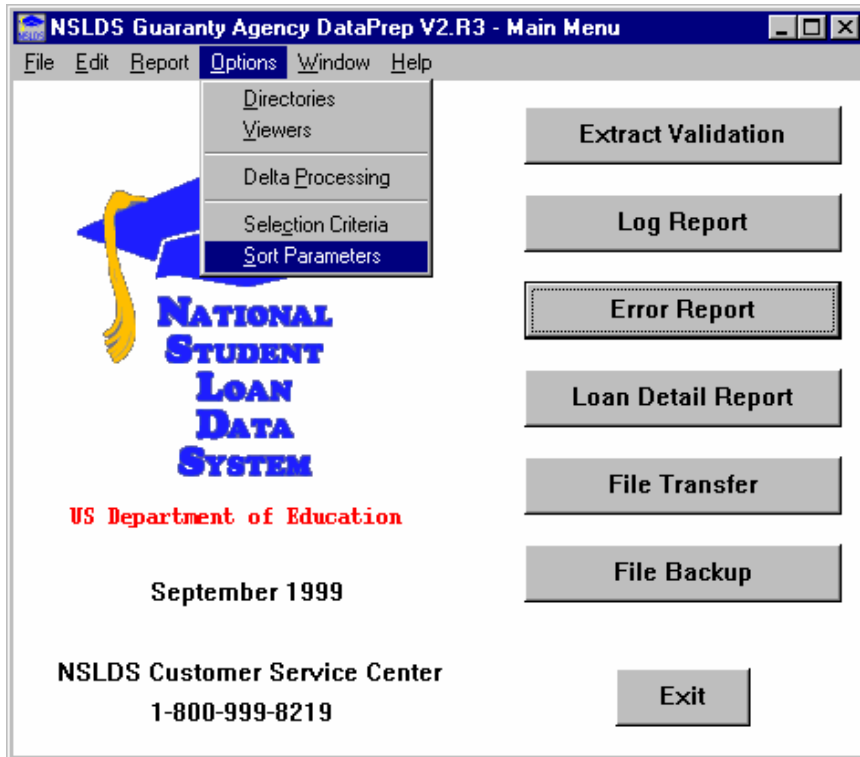 NSLDS Guaranty Agency DataPrep V2.R3 - Main Menu
File Edit Report Options Window Help
Directories
Viewers
Delta Processing
Selection Criteria
Sort Parameters
NATIONAL
STUDENT
LOAN
DATA
SYSTEM
US Department of Education
September 1999
NSLDS Customer Service Center
1-800-999-8219
Extract Validation
Log Report
Error Report
Loan Detail Report
File Transfer
File Backup
Exit